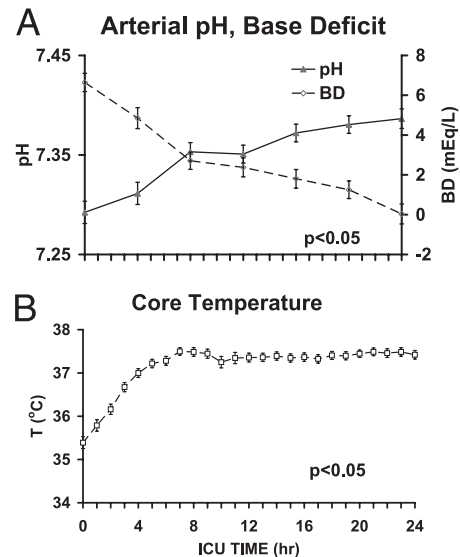 A
Arterial pH, Base Deficit
7.45
7.35
7.25
pH
pH
BD
8
6
4
2
0
-2
BD (mEq/L)
p<0.05
B
Core Temperature
38
37
36
35
34
T (°C)
p<0.05
0
4
8
12
16
20
24
ICU TIME (hr)